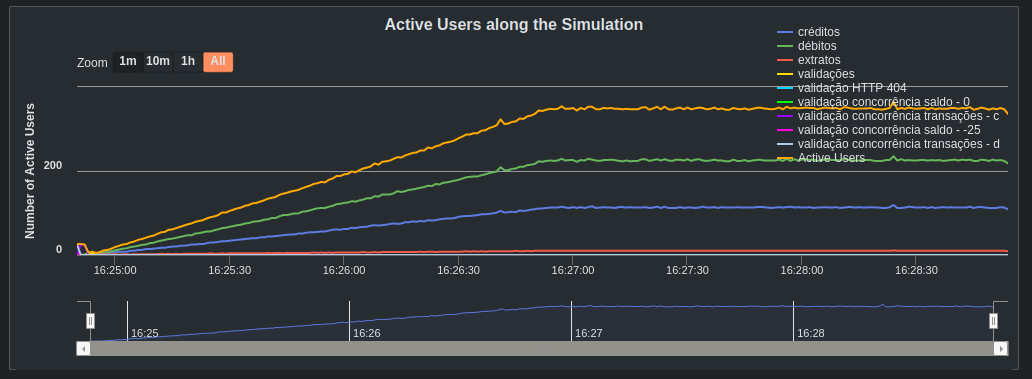 Active Users along the Simulation
Zoom 1m 10m 1h All
créditos
débitos
extratos
validações
validação HTTP 404
validação concorrência saldo - 0
validação concorrência transações - c
validação concorrência saldo - -25
validação concorrência transações - d
Active Users
Number of Active Users
200
0
16:25:00 16:25:30 16:26:00 16:26:30 16:27:00 16:27:30 16:28:00 16:28:30
16:25 16:26 16:27 16:28